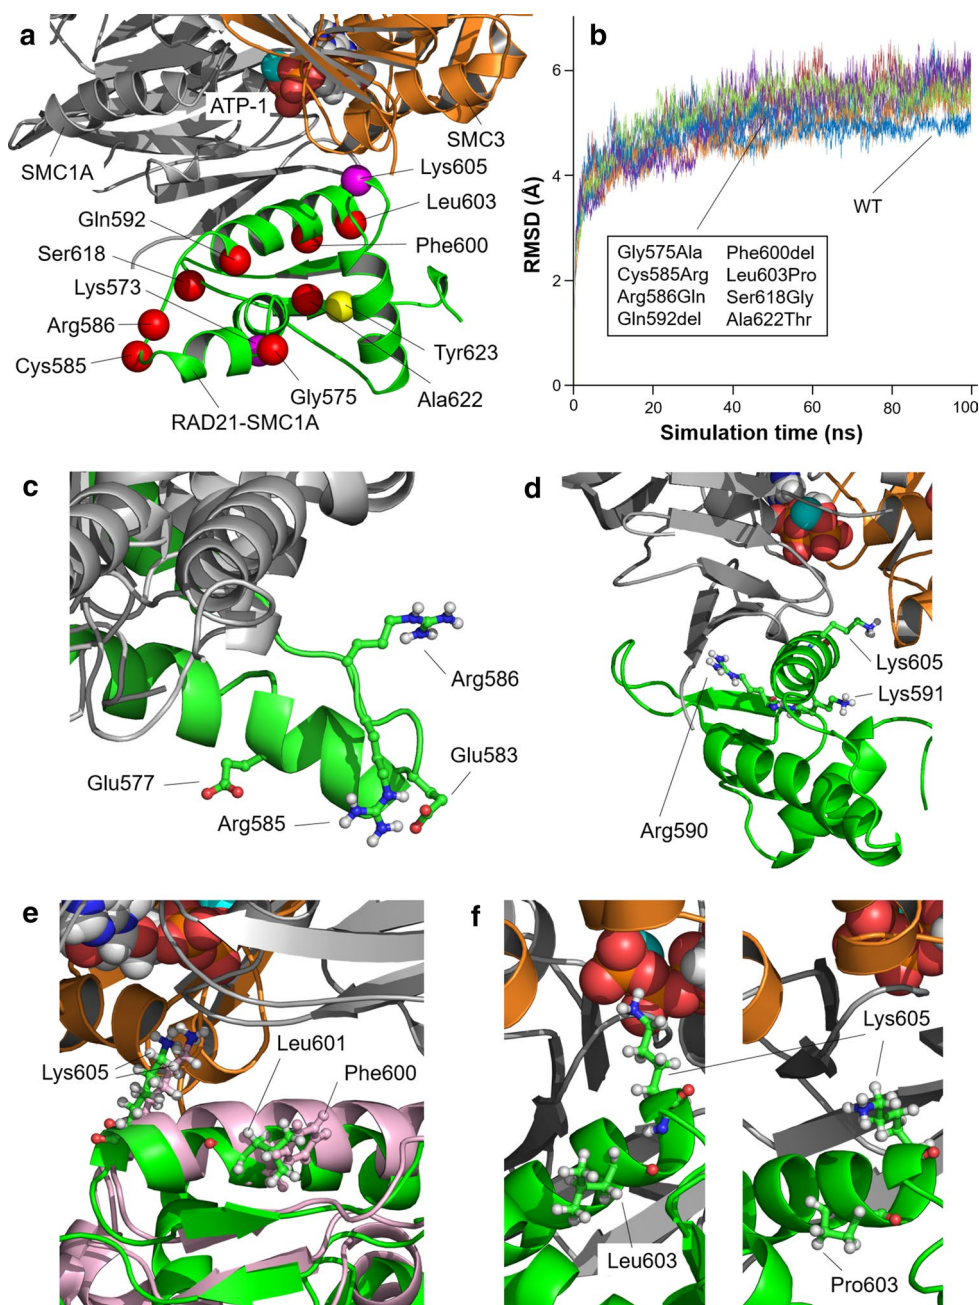 a
ATP-1
SMC1A
SMC3
Lys605
Gln592
Leu603
Ser618
Phe600
Lys573
Arg586
Tyr623
Cys585
Gly575
Ala622
RAD21-SMC1A
b
RMSD (Å)
6
4
2
0
WT
Gly575Ala Phe600del
Cys585Arg Leu603Pro
Arg586Gln Ser618Gly
Gln592del Ala622Thr
0 20 40 60 80 100
Simulation time (ns)
c
Arg586
Glu577
Glu583
Arg585
d
Lys605
Lys591
Arg590
e
Leu601
Lys605
Phe600
f
Lys605
Leu603
Pro603